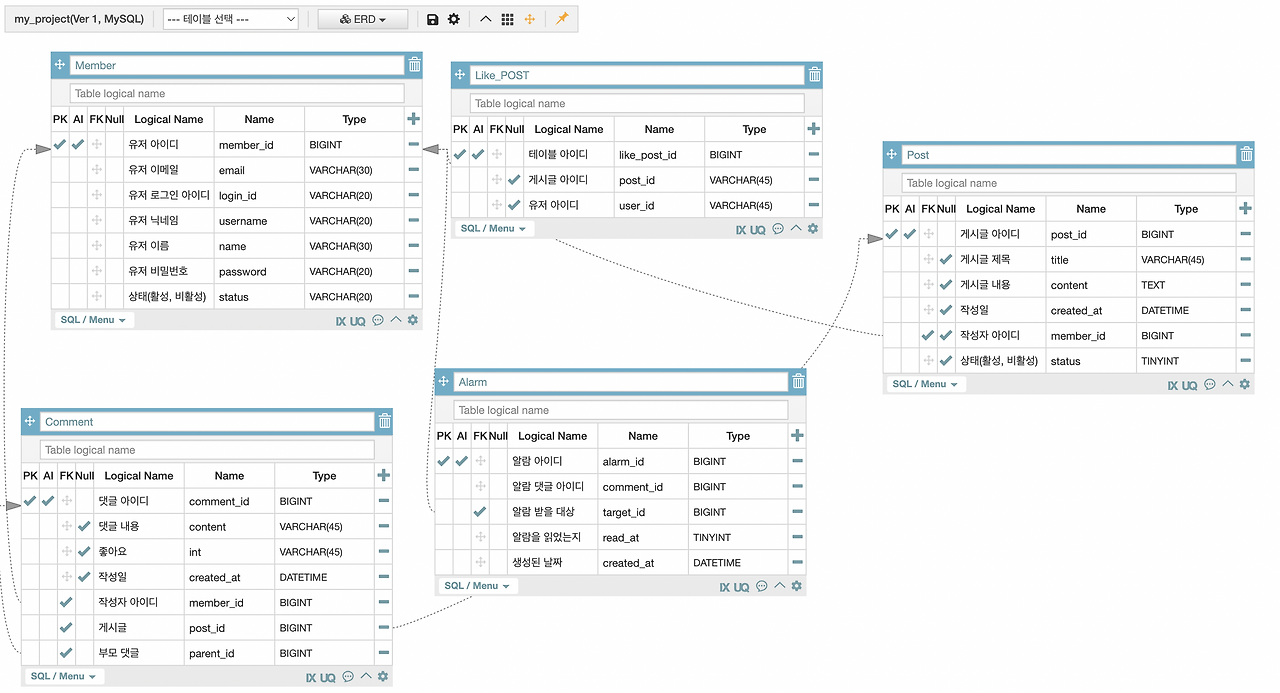 my_project(Ver 1, MySQL) --- 테이블 선택 --- ERD
Member
Table logical name
PK AI FK Null Logical Name Name Type
유저 아이디 member_id BIGINT
유저 이메일 email VARCHAR(30)
유저 로그인 아이디 login_id VARCHAR(20)
유저 닉네임 username VARCHAR(20)
유저 이름 name VARCHAR(30)
유저 비밀번호 password VARCHAR(20)
상태(활성, 비활성) status VARCHAR(20)
SQL / Menu IX UQ
Like_POST
Table logical name
PK AI FK Null Logical Name Name Type
테이블 아이디 like_post_id BIGINT
게시글 아이디 post_id VARCHAR(45)
유저 아이디 user_id VARCHAR(45)
SQL / Menu IX UQ
Post
Table logical name
PK AI FK Null Logical Name Name Type
게시글 아이디 post_id BIGINT
게시글 제목 title VARCHAR(45)
게시글 내용 content TEXT
작성일 created_at DATETIME
작성자 아이디 member_id BIGINT
상태(활성, 비활성) status TINYINT
SQL / Menu IX UQ
Comment
Table logical name
PK AI FK Null Logical Name Name Type
댓글 아이디 comment_id BIGINT
댓글 내용 content VARCHAR(45)
좋아요 int VARCHAR(45)
작성일 created_at DATETIME
작성자 아이디 member_id BIGINT
게시글 post_id BIGINT
부모 댓글 parent_id BIGINT
SQL / Menu IX UQ
Alarm
Table logical name
PK AI FK Null Logical Name Name Type
알람 아이디 alarm_id BIGINT
알람 댓글 아이디 comment_id BIGINT
알람 받을 대상 target_id BIGINT
알람을 읽었는지 read_at TINYINT
생성된 날짜 created_at DATETIME
SQL / Menu IX UQ